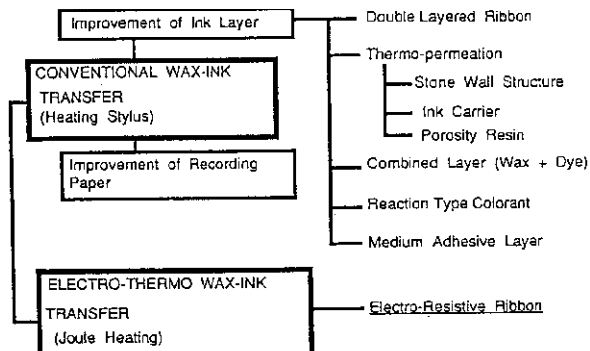 Improvement of Ink Layer
CONVENTIONAL WAX-INK
TRANSFER
(Heating Stylus)
Improvement of Recording
Paper
ELECTRO-THERMO WAX-INK
TRANSFER
(Joule Heating)
Double Layered Ribbon
Thermo-permeation
Stone Wall Structure
Ink Carrier
Porosity Resin
Combined Layer (Wax + Dye)
Reaction Type Colorant
Medium Adhesive Layer
Electro-Resistive Ribbon